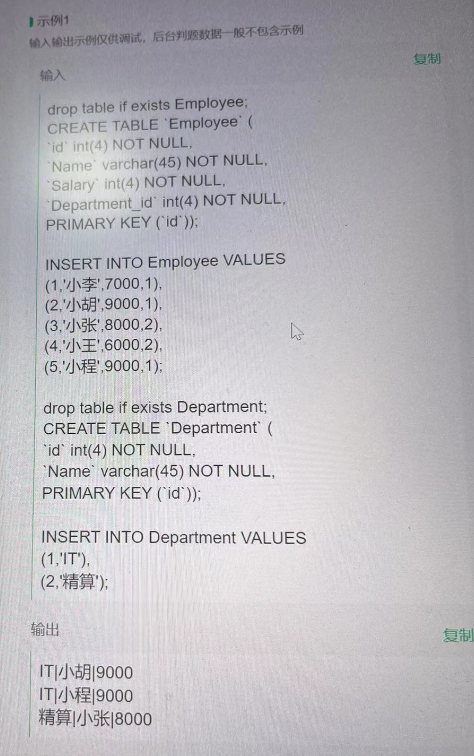 示例1
输入输出示例仅供调试，后台判题数据一般不包含示例
输入
复制
drop table if exists Employee;
CREATE TABLE `Employee` (
`id` int(4) NOT NULL,
`Name` varchar(45) NOT NULL,
`Salary` int(4) NOT NULL,
`Department_id` int(4) NOT NULL,
PRIMARY KEY (`id`));
INSERT INTO Employee VALUES
(1,'小李',7000,1),
(2,'小胡',9000,1),
(3,'小张',8000,2),
(4,'小王',6000,2),
(5,'小程',9000,1);
drop table if exists Department;
CREATE TABLE `Department` (
`id` int(4) NOT NULL,
`Name` varchar(45) NOT NULL,
PRIMARY KEY (`id`));
INSERT INTO Department VALUES
(1,'IT'),
(2,'精算');
输出
复制
IT|小胡|9000
IT|小程|9000
精算|小张|8000